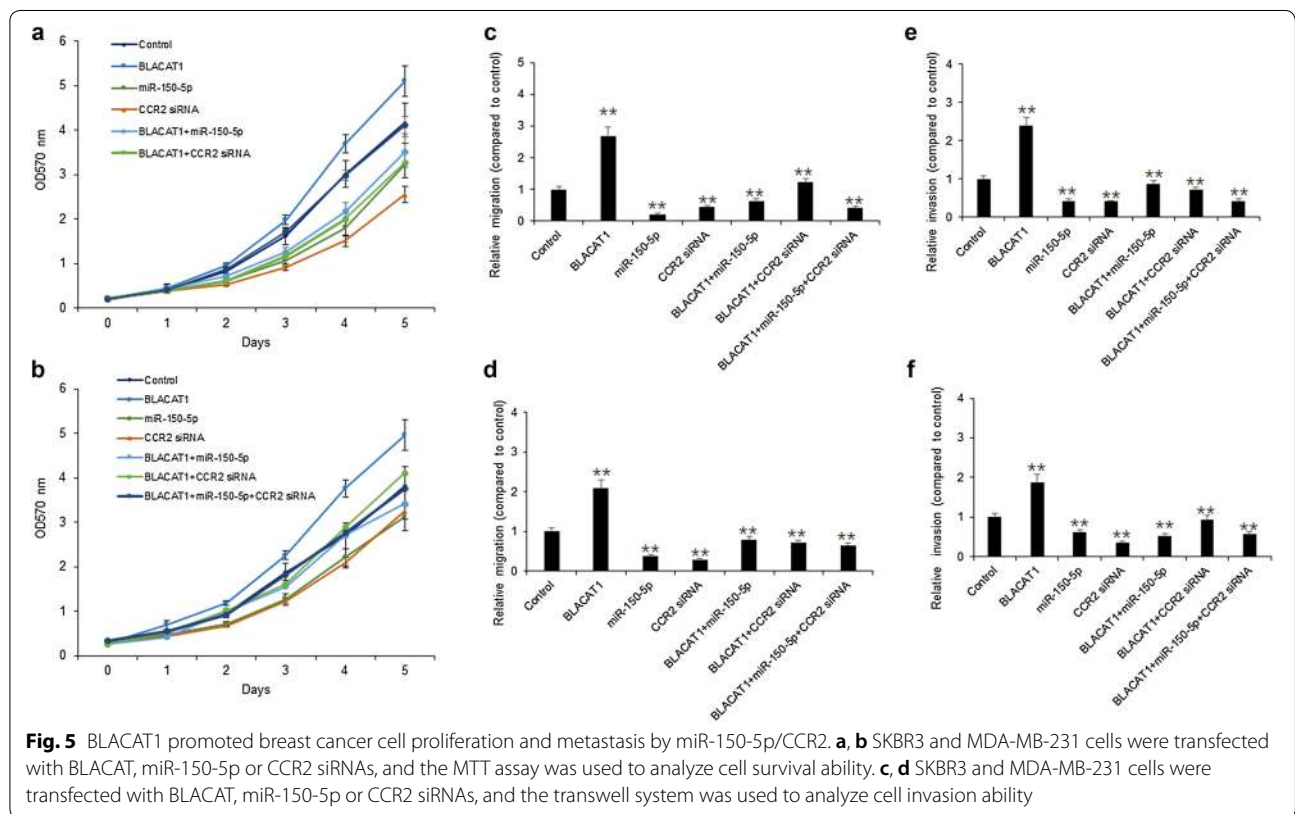 a
6
5
4
3
2
1
0
OD570 nm
Control
BLACAT1
miR-150-5p
CCR2 siRNA
BLACAT1+miR-150-5p
BLACAT1+CCR2 siRNA
0 1 2 3 4 5
Days
b
6
5
4
3
2
1
0
OD570 nm
Control
BLACAT1
miR-150-5p
CCR2 siRNA
BLACAT1+miR-150-5p
BLACAT1+CCR2 siRNA
BLACAT1+miR-150-5p+CCR2 siRNA
0 1 2 3 4 5
Days
c
Relative migration (compared to control)
5
4
3
2
1
0
** ** ** ** ** **
Control
BLACAT1
miR-150-5p
CCR2 siRNA
BLACAT1+miR-150-5p
BLACAT1+CCR2 siRNA
BLACAT1+miR-150-5p+CCR2 siRNA
d
Relative migration (compared to control)
4
3
2
1
0
** ** ** ** ** **
Control
BLACAT1
miR-150-5p
CCR2 siRNA
BLACAT1+miR-150-5p
BLACAT1+CCR2 siRNA
BLACAT1+miR-150-5p+CCR2 siRNA
e
Relative invasion (compared to control)
4
3
2
1
0
** ** ** ** ** **
Control
BLACAT1
miR-150-5p
CCR2 siRNA
BLACAT1+miR-150-5p
BLACAT1+CCR2 siRNA
BLACAT1+miR-150-5p+CCR2 siRNA
f
Relative invasion (compared to control)
4
3
2
1
0
** ** ** ** ** **
Control
BLACAT1
miR-150-5p
CCR2 siRNA
BLACAT1+miR-150-5p
BLACAT1+CCR2 siRNA
BLACAT1+miR-150-5p+CCR2 siRNA
Fig. 5 BLACAT1 promoted breast cancer cell proliferation and metastasis by miR-150-5p/CCR2. a, b SKBR3 and MDA-MB-231 cells were transfected
with BLACAT, miR-150-5p or CCR2 siRNAs, and the MTT assay was used to analyze cell survival ability. c, d SKBR3 and MDA-MB-231 cells were
transfected with BLACAT, miR-150-5p or CCR2 siRNAs, and the transwell system was used to analyze cell invasion ability